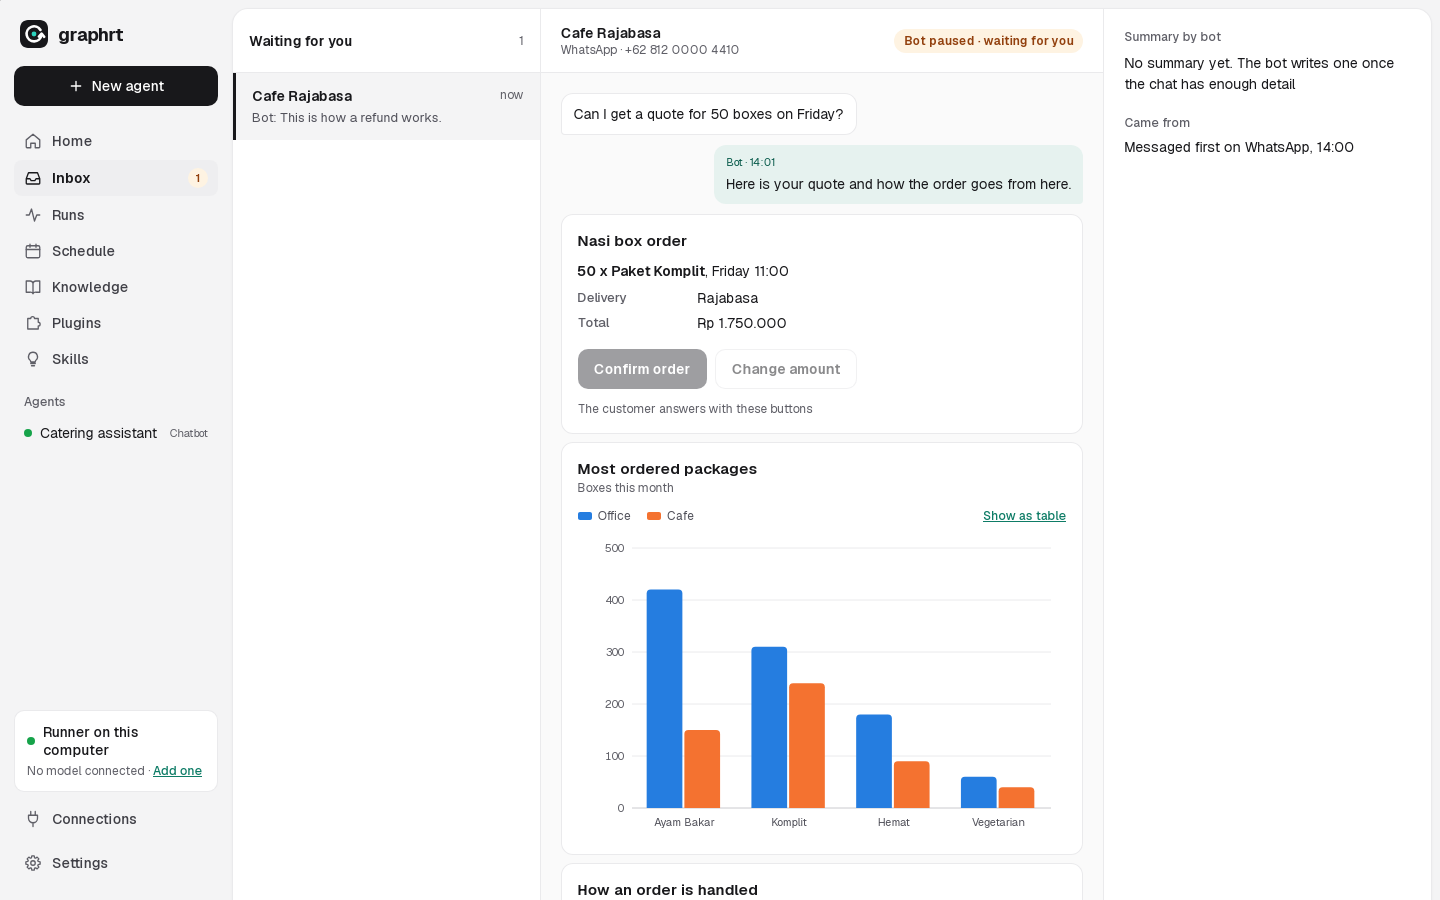 graphrt
New agent
Home
Inbox 1
Runs
Schedule
Knowledge
Plugins
Skills
Agents
Catering assistant Chatbot
Runner on this
computer
No model connected · Add one
Connections
Settings
Waiting for you 1
Cafe Rajabasa now
Bot: This is how a refund works.
Cafe Rajabasa
WhatsApp · +62 812 0000 4410
Bot paused · waiting for you
Can I get a quote for 50 boxes on Friday?
Bot · 14:01
Here is your quote and how the order goes from here.
Nasi box order
50 x Paket Komplit, Friday 11:00
Delivery Rajabasa
Total Rp 1.750.000
Confirm order Change amount
The customer answers with these buttons
Most ordered packages
Boxes this month
Office Cafe Show as table
500
400
300
200
100
0
Ayam Bakar Komplit Hemat Vegetarian
How an order is handled
Summary by bot
No summary yet. The bot writes one once
the chat has enough detail
Came from
Messaged first on WhatsApp, 14:00